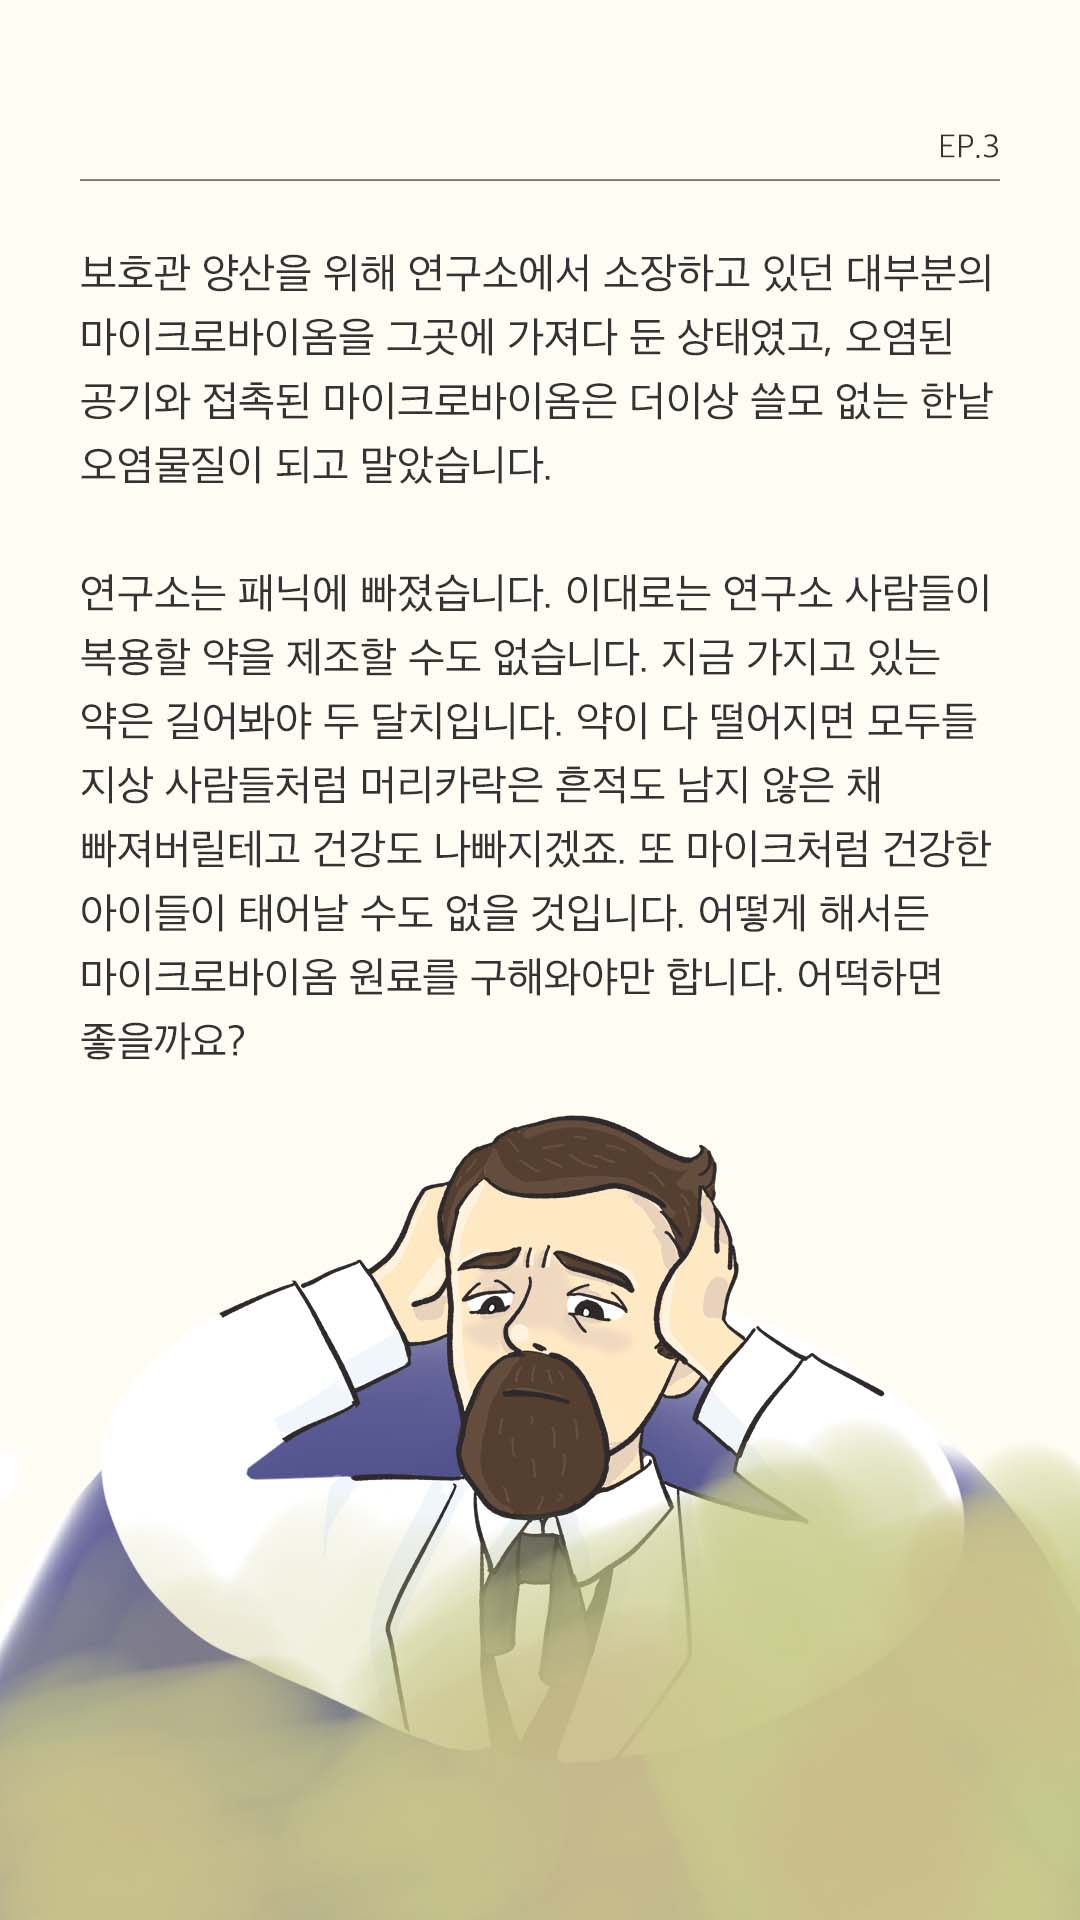 EP.3
보호관 양산을 위해 연구소에서 소장하고 있던 대부분의
마이크로바이옴을 그곳에 가져다 둔 상태였고, 오염된
공기와 접촉된 마이크로바이옴은 더이상 쓸모 없는 한낱
오염물질이 되고 말았습니다.
연구소는 패닉에 빠졌습니다. 이대로는 연구소 사람들이
복용할 약을 제조할 수도 없습니다. 지금 가지고 있는
약은 길어봐야 두 달치입니다. 약이 다 떨어지면 모두들
지상 사람들처럼 머리카락은 흔적도 남지 않은 채
빠져버릴테고 건강도 나빠지겠죠. 또 마이크처럼 건강한
아이들이 태어날 수도 없을 것입니다. 어떻게 해서든
마이크로바이옴 원료를 구해와야만 합니다. 어떡하면
좋을까요?